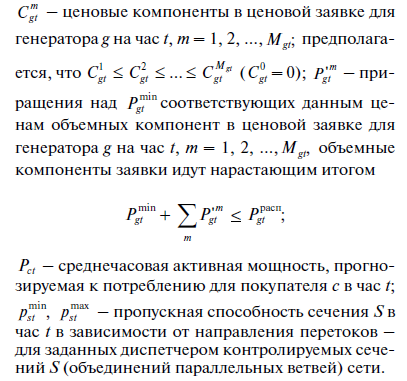 C_{gt}^{m} — ценовые компоненты в ценовой заявке для
генератора g на час t, m = 1, 2, ..., M_{gt}; предполага-
ется, что C_{gt}^{1} ≤ C_{gt}^{2} ≤ ... ≤ C_{gt}^{M_{gt}} (C_{gt}^{0} = 0); P_{gt}^{'m} — при-
ращения над P_{gt}^{min} соответствующих данным це-
нам объемных компонент в ценовой заявке для
генератора g на час t, m = 1, 2, ..., M_{gt}, объемные
компоненты заявки идут нарастающим итогом
P_{gt}^{min} + \sum_{m} P_{gt}^{'m} ≤ P_{gt}^{расп};
P_{ct} — среднечасовая активная мощность, прогно-
зируемая к потреблению для покупателя c в час t;
p_{st}^{min}, p_{st}^{max} — пропускная способность сечения S в
час t в зависимости от направления перетоков —
для заданных диспетчером контролируемых сече-
ний S (объединений параллельных ветвей) сети.